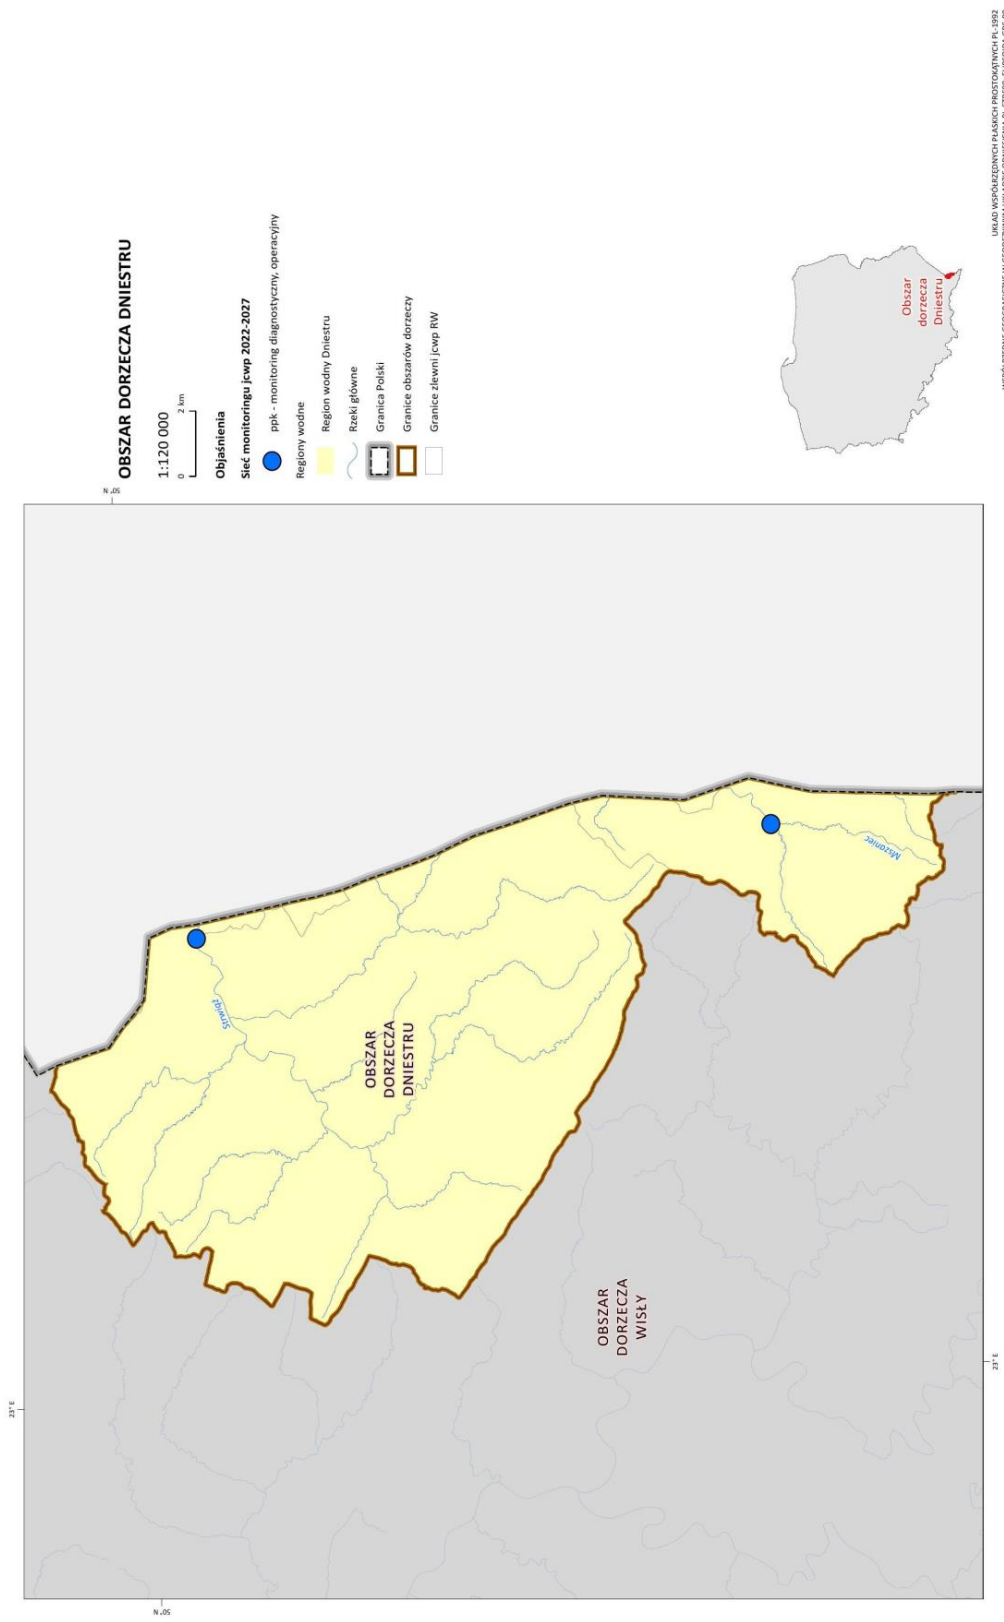 OBSZAR DORZECZA DNIESTRU
1:120 000
0 2 km
Objaśnienia
Sieć monitoringu jcwp 2022-2027
ppk - monitoring diagnostyczny, operacyjny
Regiony wodne
Region wodny Dniestru
Rzeki główne
Granica Polski
Granice obszarów dorzeczy
Granice zlewni jcwp RW
Obszar
dorzecza
Dniestru
UKŁAD WSPÓŁRZĘDNYCH PŁASKICH PROSTOKĄTNYCH PL-1992
23° E
50° N
50° N
23° E
Strwiąż
OBSZAR
DORZECZA
DNIESTRU
Mszaniec
OBSZAR
DORZECZA
WISŁY